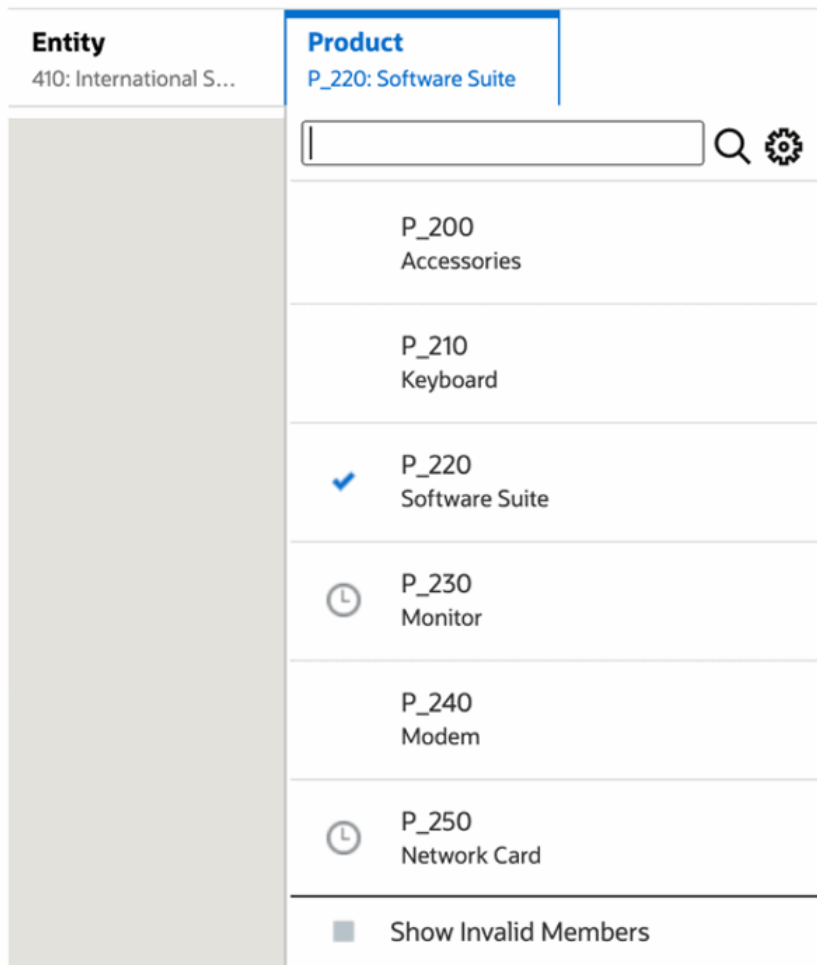 Entity
410: International S...
Product
P_220: Software Suite
P_200
Accessories
P_210
Keyboard
P_220
Software Suite
P_230
Monitor
P_240
Modem
P_250
Network Card
Show Invalid Members